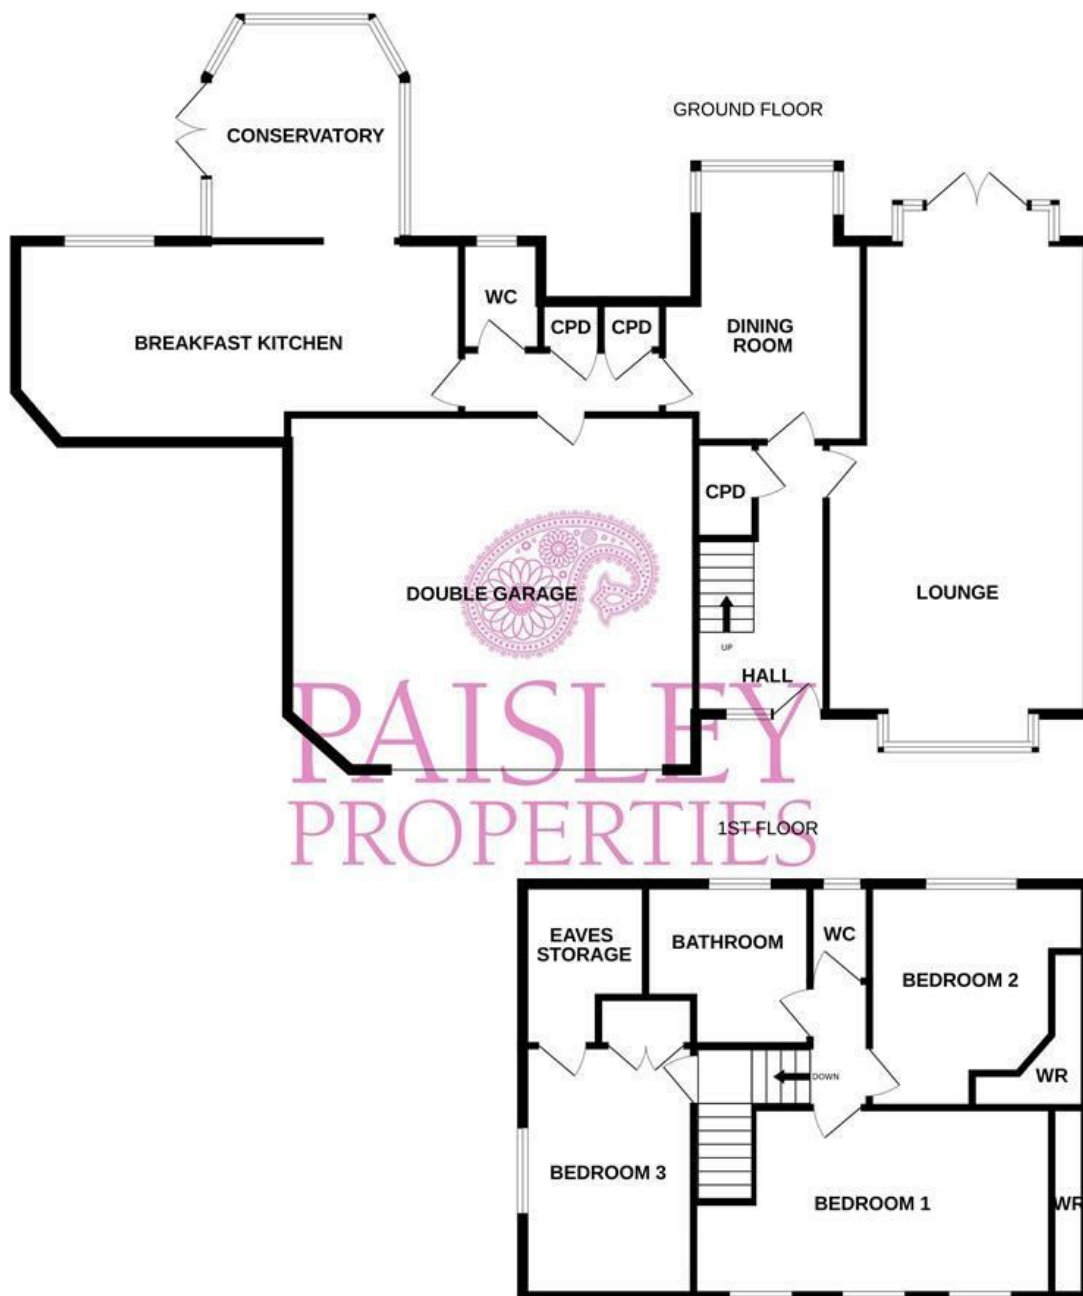 GROUND FLOOR
CONSERVATORY
WC
CPD
CPD
DINING
ROOM
BREAKFAST KITCHEN
CPD
DOUBLE GARAGE
LOUNGE
UP
HALL
PAISLEY
PROPERTIES
1ST FLOOR
EAVES
STORAGE
BATHROOM
WC
BEDROOM 2
DOWN
WR
BEDROOM 3
BEDROOM 1
WR